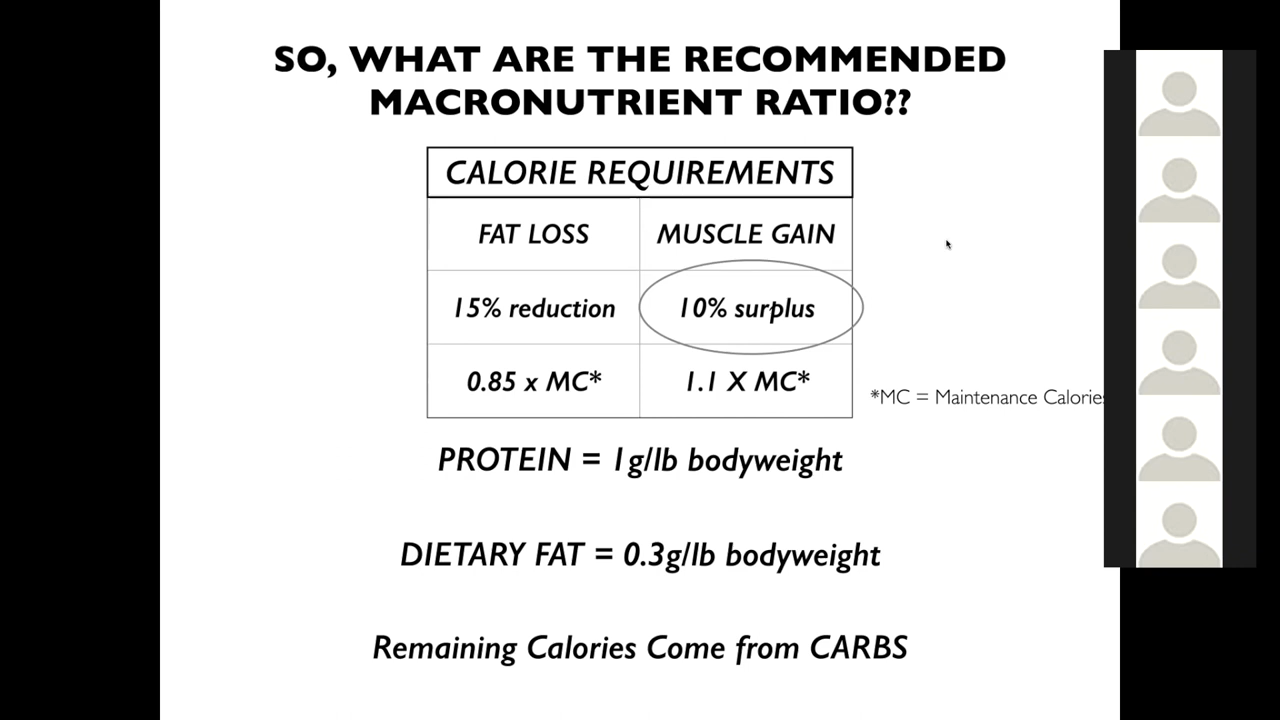 SO, WHAT ARE THE RECOMMENDED
MACRONUTRIENT RATIO??
CALORIE REQUIREMENTS
FAT LOSS MUSCLE GAIN
15% reduction 10% surplus
0.85 x MC* 1.1 X MC*
*MC = Maintenance Calories
PROTEIN = 1g/lb bodyweight
DIETARY FAT = 0.3g/lb bodyweight
Remaining Calories Come from CARBS